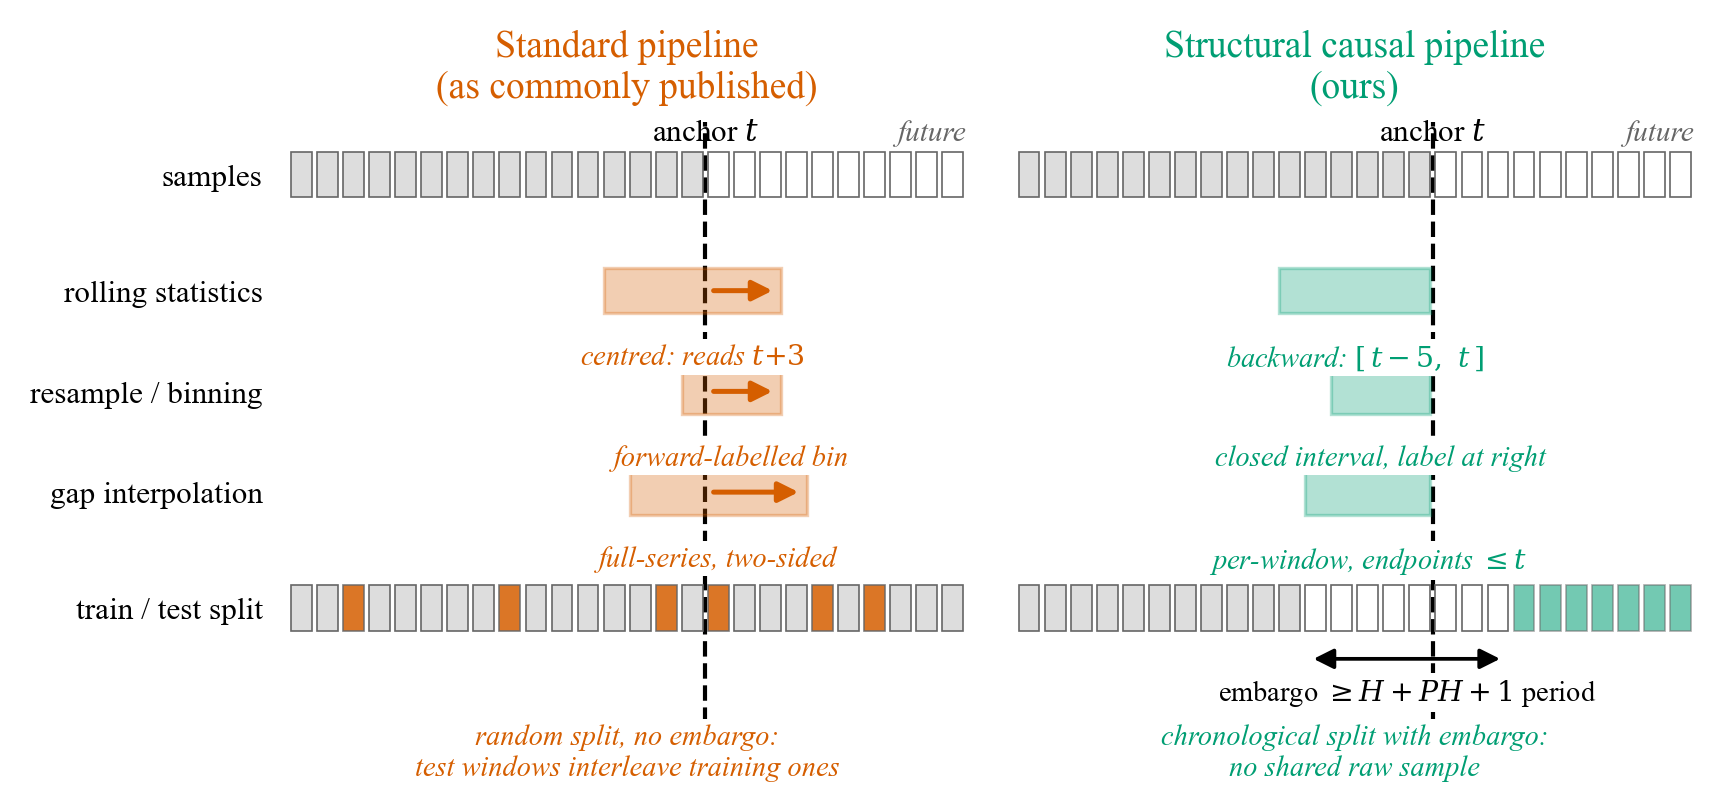 Standard pipeline
(as commonly published)
Structural causal pipeline
(ours)
anchor t
future
anchor t
future
samples
rolling statistics
centred: reads t+3
backward: [t − 5, t]
resample / binning
forward-labelled bin
closed interval, label at right
gap interpolation
full-series, two-sided
per-window, endpoints ≤ t
train / test split
embargo ≥ H + PH + 1 period
random split, no embargo:
test windows interleave training ones
chronological split with embargo:
no shared raw sample